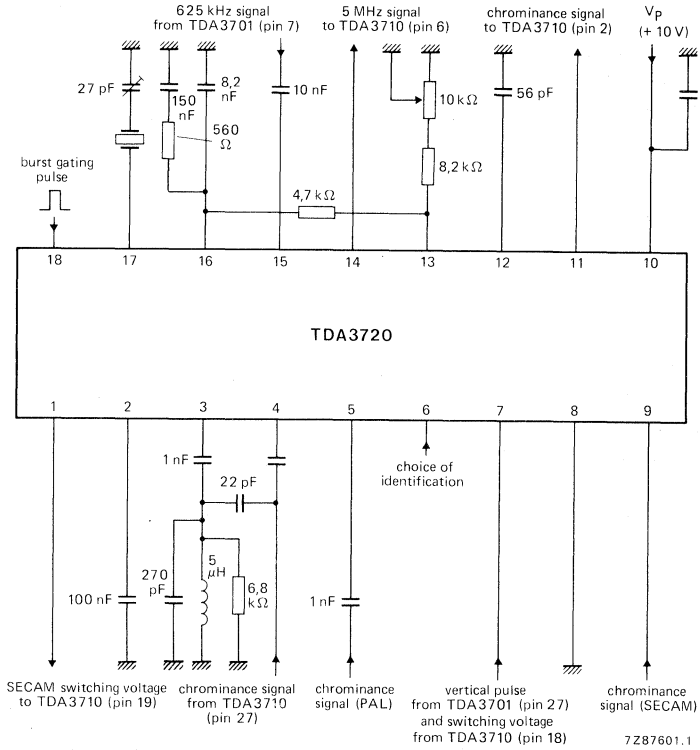 625 kHz signal
from TDA3701 (pin 7)
5 MHz signal
to TDA3710 (pin 6)
chrominance signal
to TDA3710 (pin 2)
VP
(+ 10 V)
27 pF
150
nF
8,2
nF
10 nF
10 kΩ
56 pF
560
Ω
8,2 kΩ
burst gating
pulse
4,7 kΩ
18
17
16
15
14
13
12
11
10
TDA3720
1
2
3
4
5
6
7
8
9
1 nF
22 pF
choice of
identification
5
μH
270
pF
6,8
kΩ
100 nF
1 nF
SECAM switching voltage
to TDA3710 (pin 19)
chrominance signal
from TDA3710
(pin 27)
chrominance
signal (PAL)
vertical pulse
from TDA3701 (pin 27)
and switching voltage
from TDA3710 (pin 18)
chrominance
signal (SECAM)
7Z87601.1